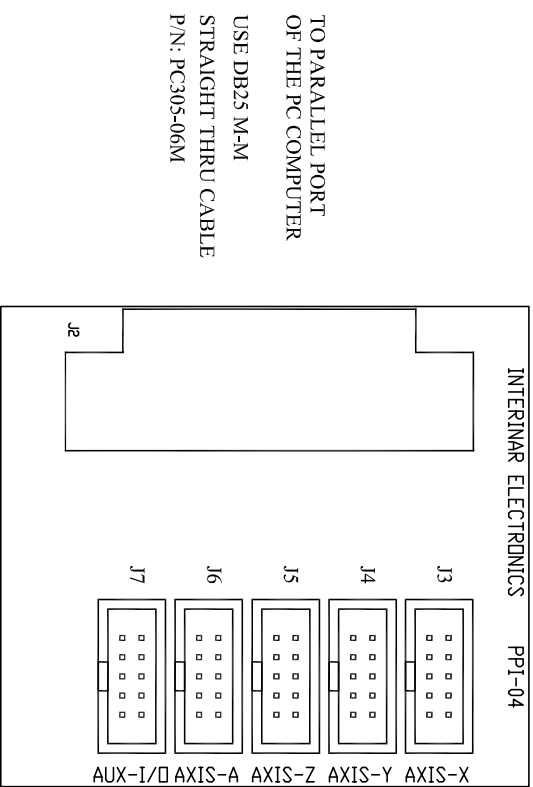 TO PARALLEL PORT
OF THE PC COMPUTER
USE DB25 M-M
STRAIGHT THRU CABLE
P/N: PC305-06M
INTERINAR ELECTRONICS PPI-04
J2
J3
J4
J5
J6
J7
AUX-I/O AXIS-A AXIS-Z AXIS-Y AXIS-X